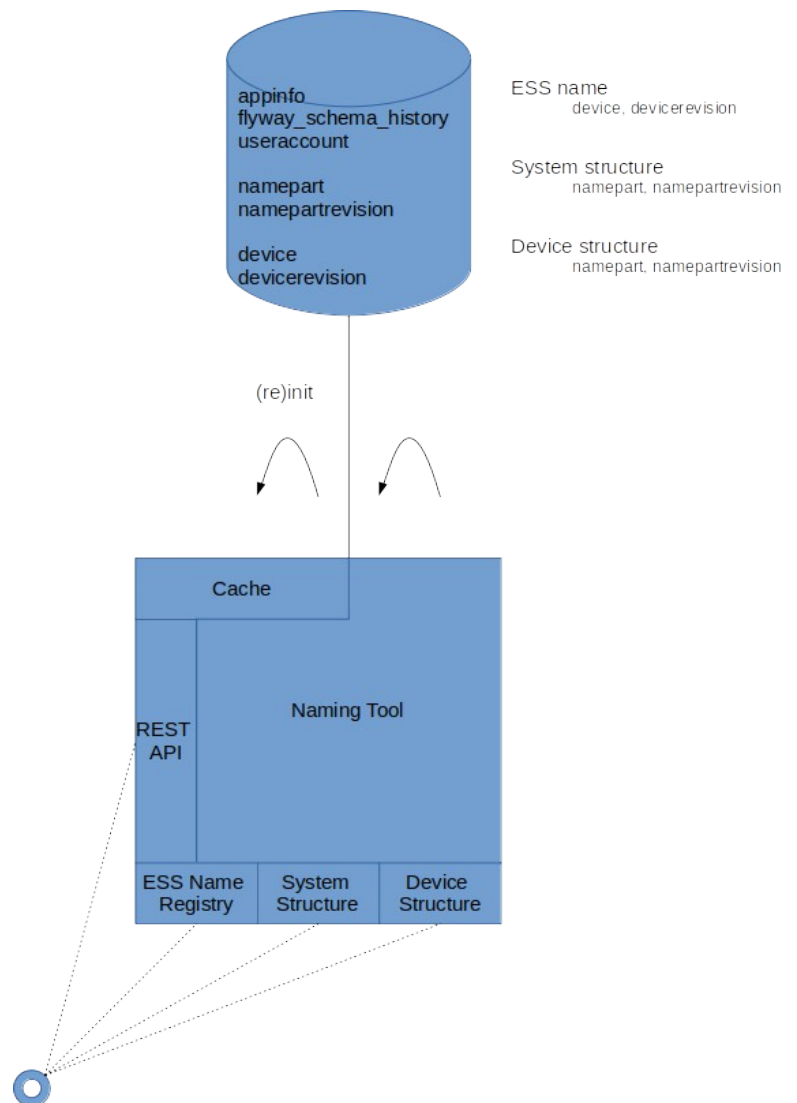 appinfo
flyway_schema_history
useraccount
namepart
namepartrevision
device
devicerevision
ESS name
device, devicerevision
System structure
namepart, namepartrevision
Device structure
namepart, namepartrevision
(re)init
Cache
Naming Tool
REST
API
ESS Name
Registry
System
Structure
Device
Structure